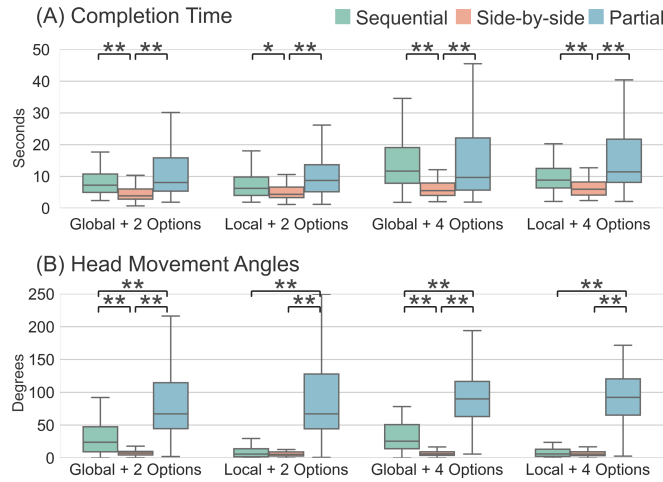 (A) Completion Time
Sequential Side-by-side Partial
50 ** ** * ** ** ** ** **
40
30
20
10
0
Seconds
Global + 2 Options Local + 2 Options Global + 4 Options Local + 4 Options
(B) Head Movement Angles
** ** ** **
250 ** ** ** ** ** **
200
150
100
50
0
Degrees
Global + 2 Options Local + 2 Options Global + 4 Options Local + 4 Options